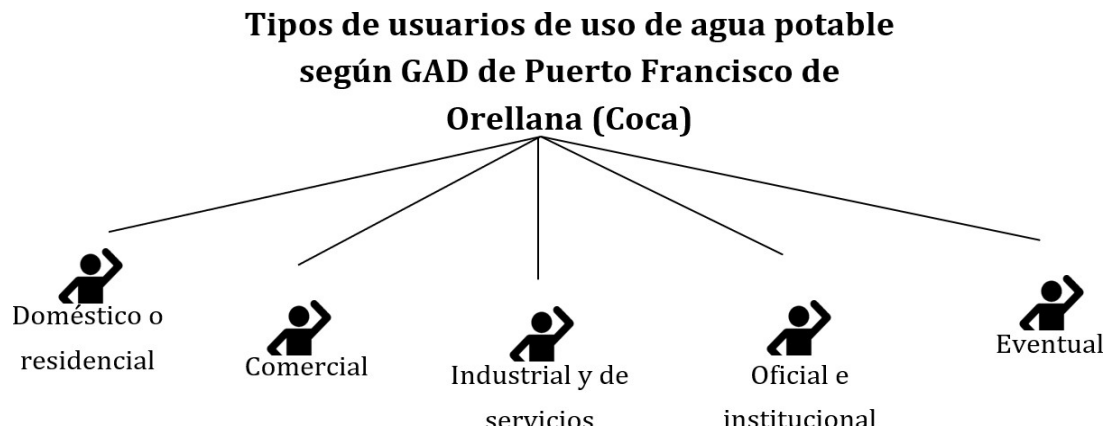 Tipos de usuarios de uso de agua potable
según GAD de Puerto Francisco de
Orellana (Coca)
Doméstico o
residencial
Comercial
Industrial y de
servicios
Oficial e
institucional
Eventual